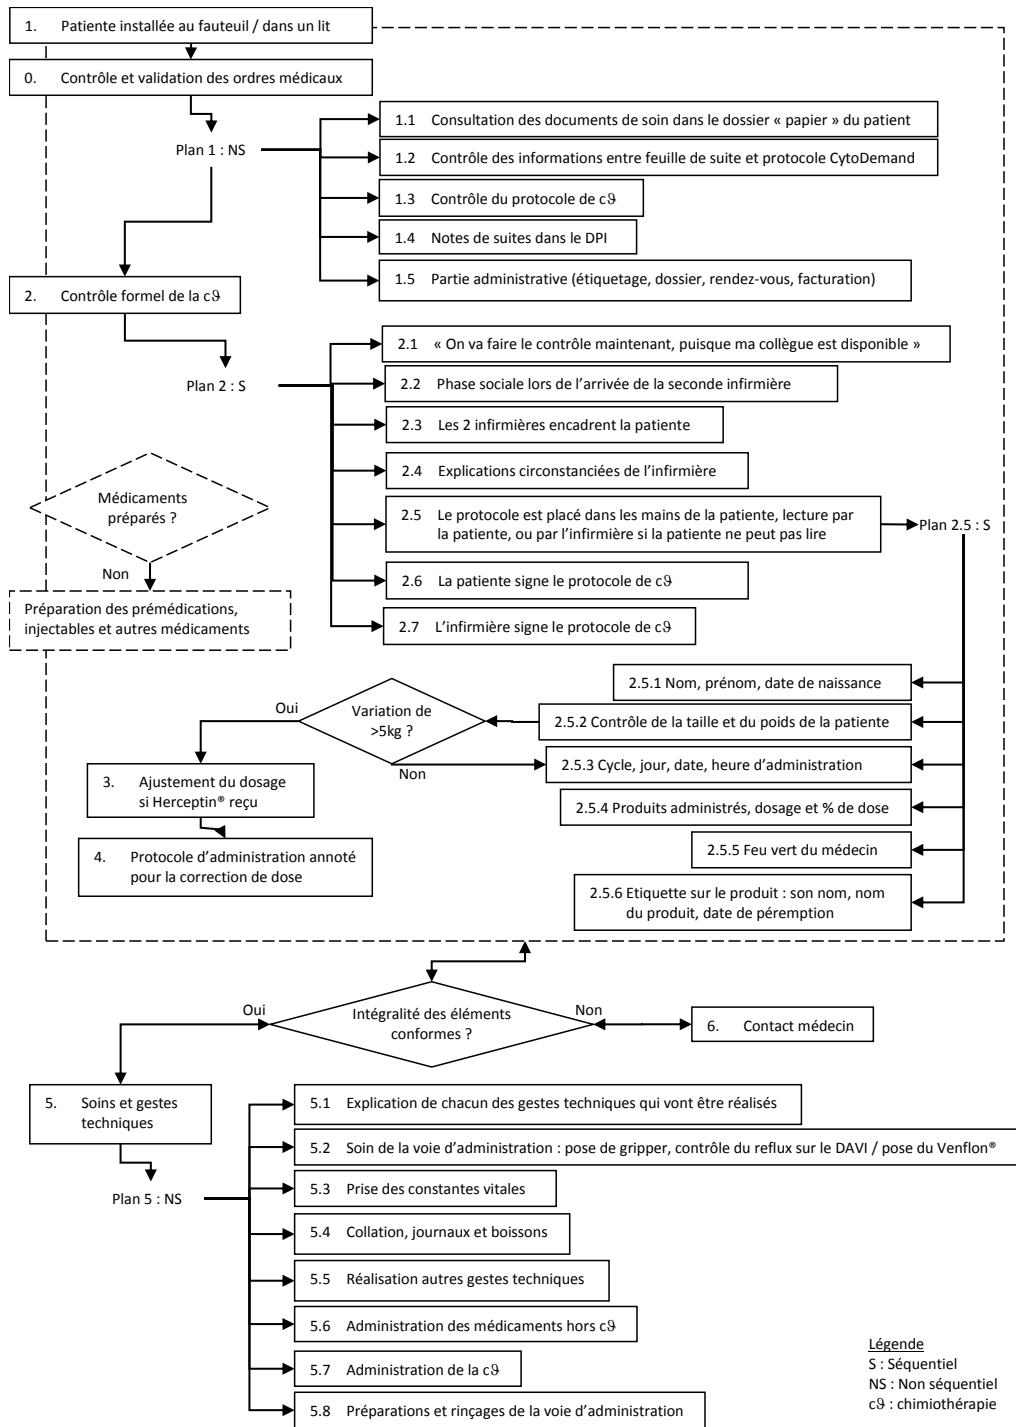 1. Patiente installée au fauteuil / dans un lit
0. Contrôle et validation des ordres médicaux
Plan 1 : NS
1.1 Consultation des documents de soin dans le dossier « papier » du patient
1.2 Contrôle des informations entre feuille de suite et protocole CytoDemand
1.3 Contrôle du protocole de c৭
1.4 Notes de suites dans le DPI
1.5 Partie administrative (étiquetage, dossier, rendez-vous, facturation)
2. Contrôle formel de la cϑ
Plan 2 : S
2.1 « On va faire le contrôle maintenant, puisque ma collègue est disponible »
2.2 Phase sociale lors de l'arrivée de la seconde infirmière
2.3 Les 2 infirmières encadrent la patiente
2.4 Explications circonstanciées de l'infirmière
2.5 Le protocole est placé dans les mains de la patiente, lecture par
la patiente, ou par l'infirmière si la patiente ne peut pas lire
Plan 2.5 : S
2.6 La patiente signe le protocole de cϑ
2.7 L'infirmière signe le protocole de cϑ
Médicaments
préparés ?
Non
Préparation des prémédications,
injectables et autres médicaments
2.5.1 Nom, prénom, date de naissance
2.5.2 Contrôle de la taille et du poids de la patiente
2.5.3 Cycle, jour, date, heure d'administration
2.5.4 Produits administrés, dosage et % de dose
2.5.5 Feu vert du médecin
2.5.6 Etiquette sur le produit : son nom, nom
du produit, date de péremption
Variation de
>5kg ?
Oui
Non
3. Ajustement du dosage
si Herceptin® reçu
4. Protocole d'administration annoté
pour la correction de dose
Intégralité des éléments
conformes ?
Oui
Non
6. Contact médecin
5. Soins et gestes
techniques
Plan 5 : NS
5.1 Explication de chacun des gestes techniques qui vont être réalisés
5.2 Soin de la voie d'administration : pose de gripper, contrôle du reflux sur le DAVI / pose du Venflon®
5.3 Prise des constantes vitales
5.4 Collation, journaux et boissons
5.5 Réalisation autres gestes techniques
5.6 Administration des médicaments hors cϑ
5.7 Administration de la cϑ
5.8 Préparations et rinçages de la voie d'administration
Légende
S : Séquentiel
NS : Non séquentiel
cϑ : chimiothérapie